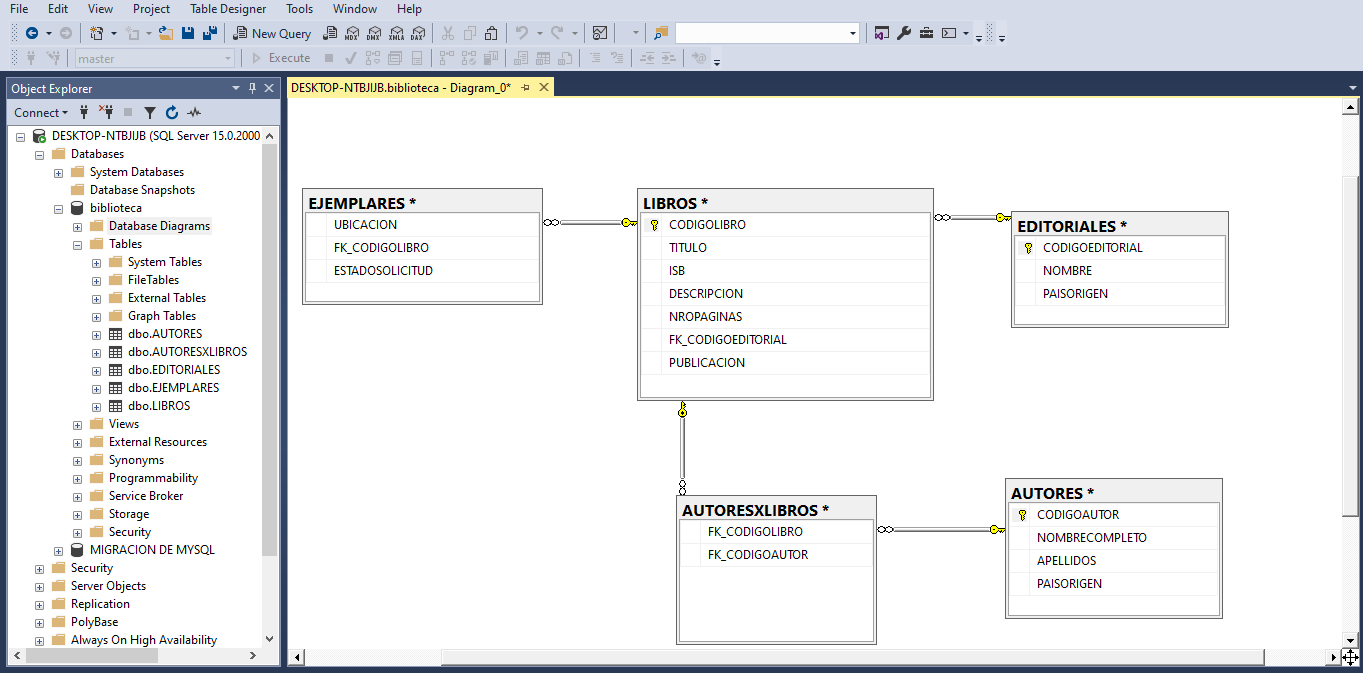 File Edit View Project Table Designer Tools Window Help
New Query MDX DMX XMLA DAX
master Execute
Object Explorer
Connect
DESKTOP-NTBJIJB (SQL Server 15.0.2000
Databases
System Databases
Database Snapshots
biblioteca
Database Diagrams
Tables
System Tables
FileTables
External Tables
Graph Tables
dbo.AUTORES
dbo.AUTORESXLIBROS
dbo.EDITORIALES
dbo.EJEMPLARES
dbo.LIBROS
Views
External Resources
Synonyms
Programmability
Service Broker
Storage
Security
MIGRACION DE MYSQL
Security
Server Objects
Replication
PolyBase
Always On High Availability
DESKTOP-NTBJIJB.biblioteca - Diagram_0*
EJEMPLARES *
UBICACION
FK_CODIGOLIBRO
ESTADOSOLICITUD
LIBROS *
CODIGOLIBRO
TITULO
ISB
DESCRIPCION
NROPAGINAS
FK_CODIGOEDITORIAL
PUBLICACION
EDITORIALES *
CODIGOEDITORIAL
NOMBRE
PAISORIGEN
AUTORESXLIBROS *
FK_CODIGOLIBRO
FK_CODIGOAUTOR
AUTORES *
CODIGOAUTOR
NOMBRECOMPLETO
APELLIDOS
PAISORIGEN